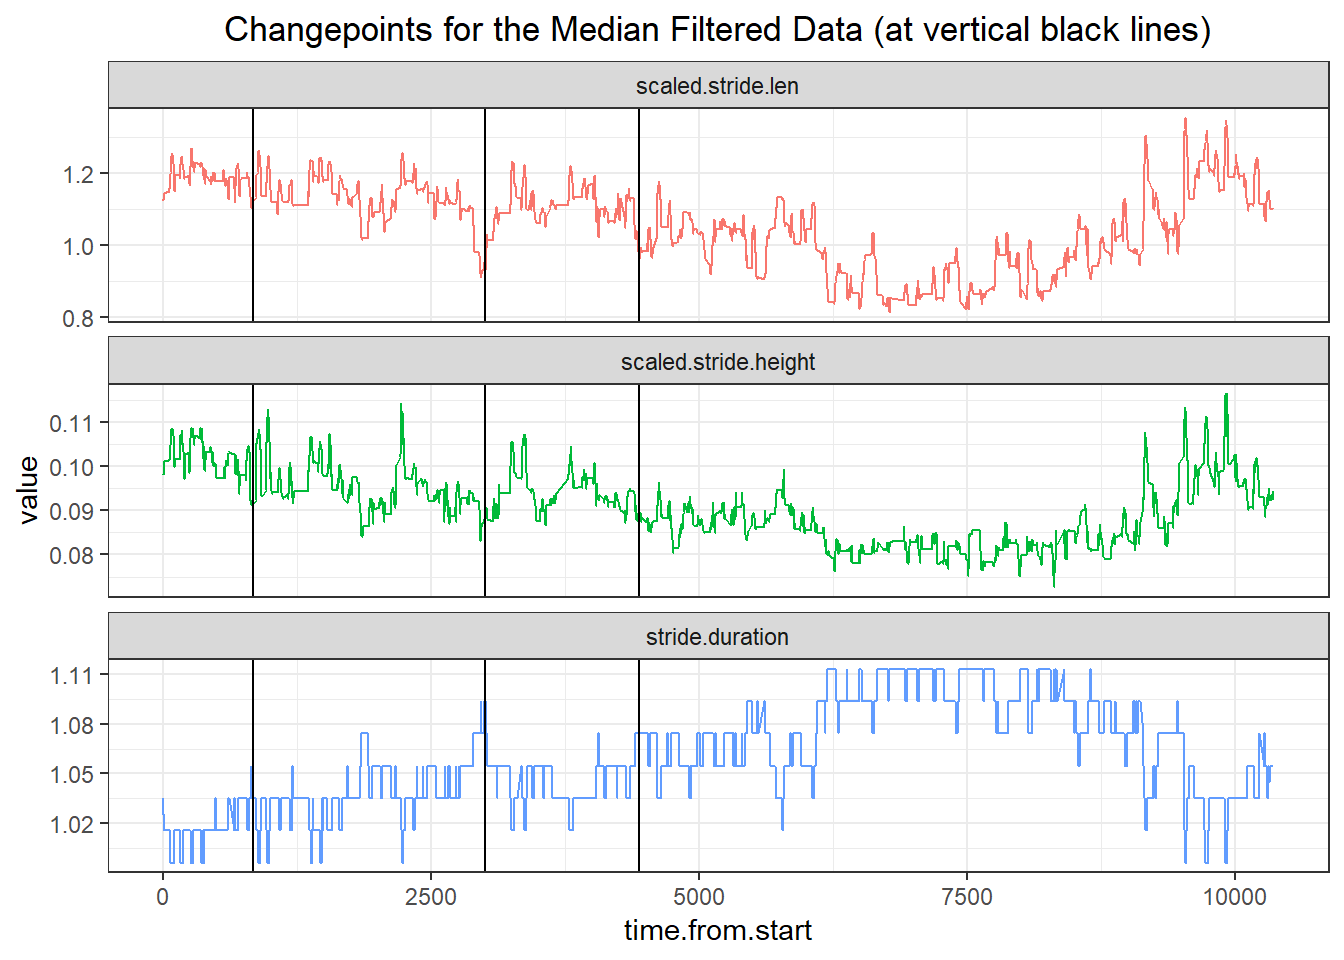 Changepoints for the Median Filtered Data (at vertical black lines)
scaled.stride.len
1.2
1.0
0.8
scaled.stride.height
0.11
0.10
0.09
0.08
value
stride.duration
1.11
1.08
1.05
1.02
0 2500 5000 7500 10000
time.from.start